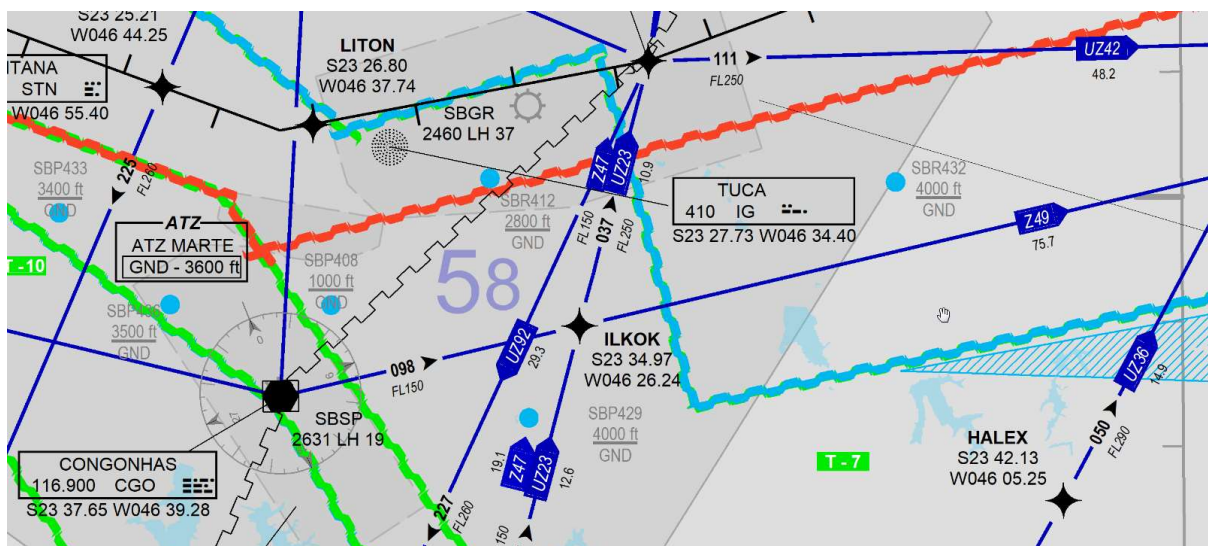 S23 25.21
W046 44.25
LITON
S23 26.80
W046 37.74
NTANA
STN
W046 55.40
SBGR
2460 LH 37
111
FL250
UZ42
48.2
225
FL260
SBP433
3400 ft
GND
ATZ
ATZ MARTE
GND - 3600 ft
T-10
SBR412
2800 ft
GND
Z47
UZ23
10.9
FL150
037
FL250
TUCA
410 IG
S23 27.73 W046 34.40
SBR432
4000 ft
GND
Z49
75.7
SBP408
1000 ft
GND
3500 ft
GND
58
098
FL150
UZ92
29.3
ILKOK
S23 34.97
W046 26.24
SBSP
2631 LH 19
SBP429
4000 ft
GND
CONGONHAS
116.900 CGO
S23 37.65 W046 39.28
19.1
Z47
UZ23
12.6
227
FL260
150
T - 7
HALEX
S23 42.13
W046 05.25
050
FL290
UZ36
14.9